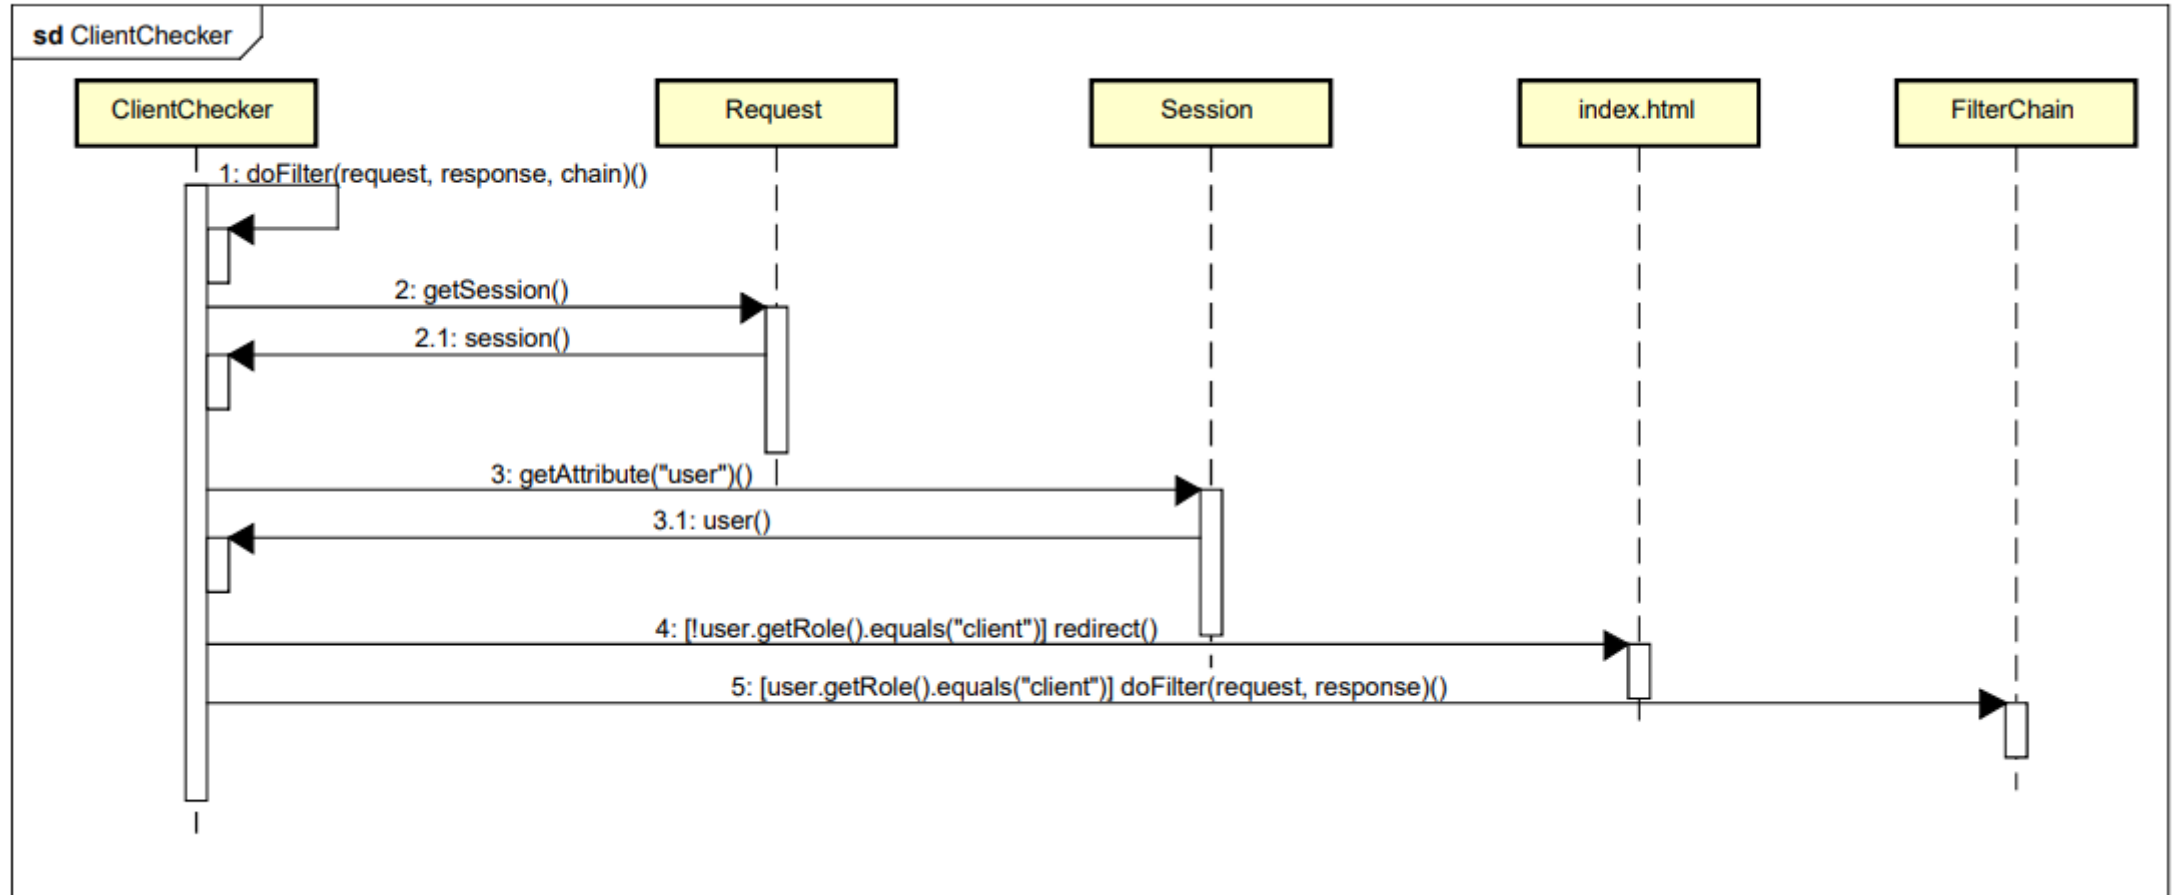 sd ClientChecker
ClientChecker
Request
Session
index.html
FilterChain
1: doFilter(request, response, chain)()
2: getSession()
2.1: session()
3: getAttribute("user")()
3.1: user()
4: [!user.getRole().equals("client")] redirect()
5: [user.getRole().equals("client")] doFilter(request, response)()